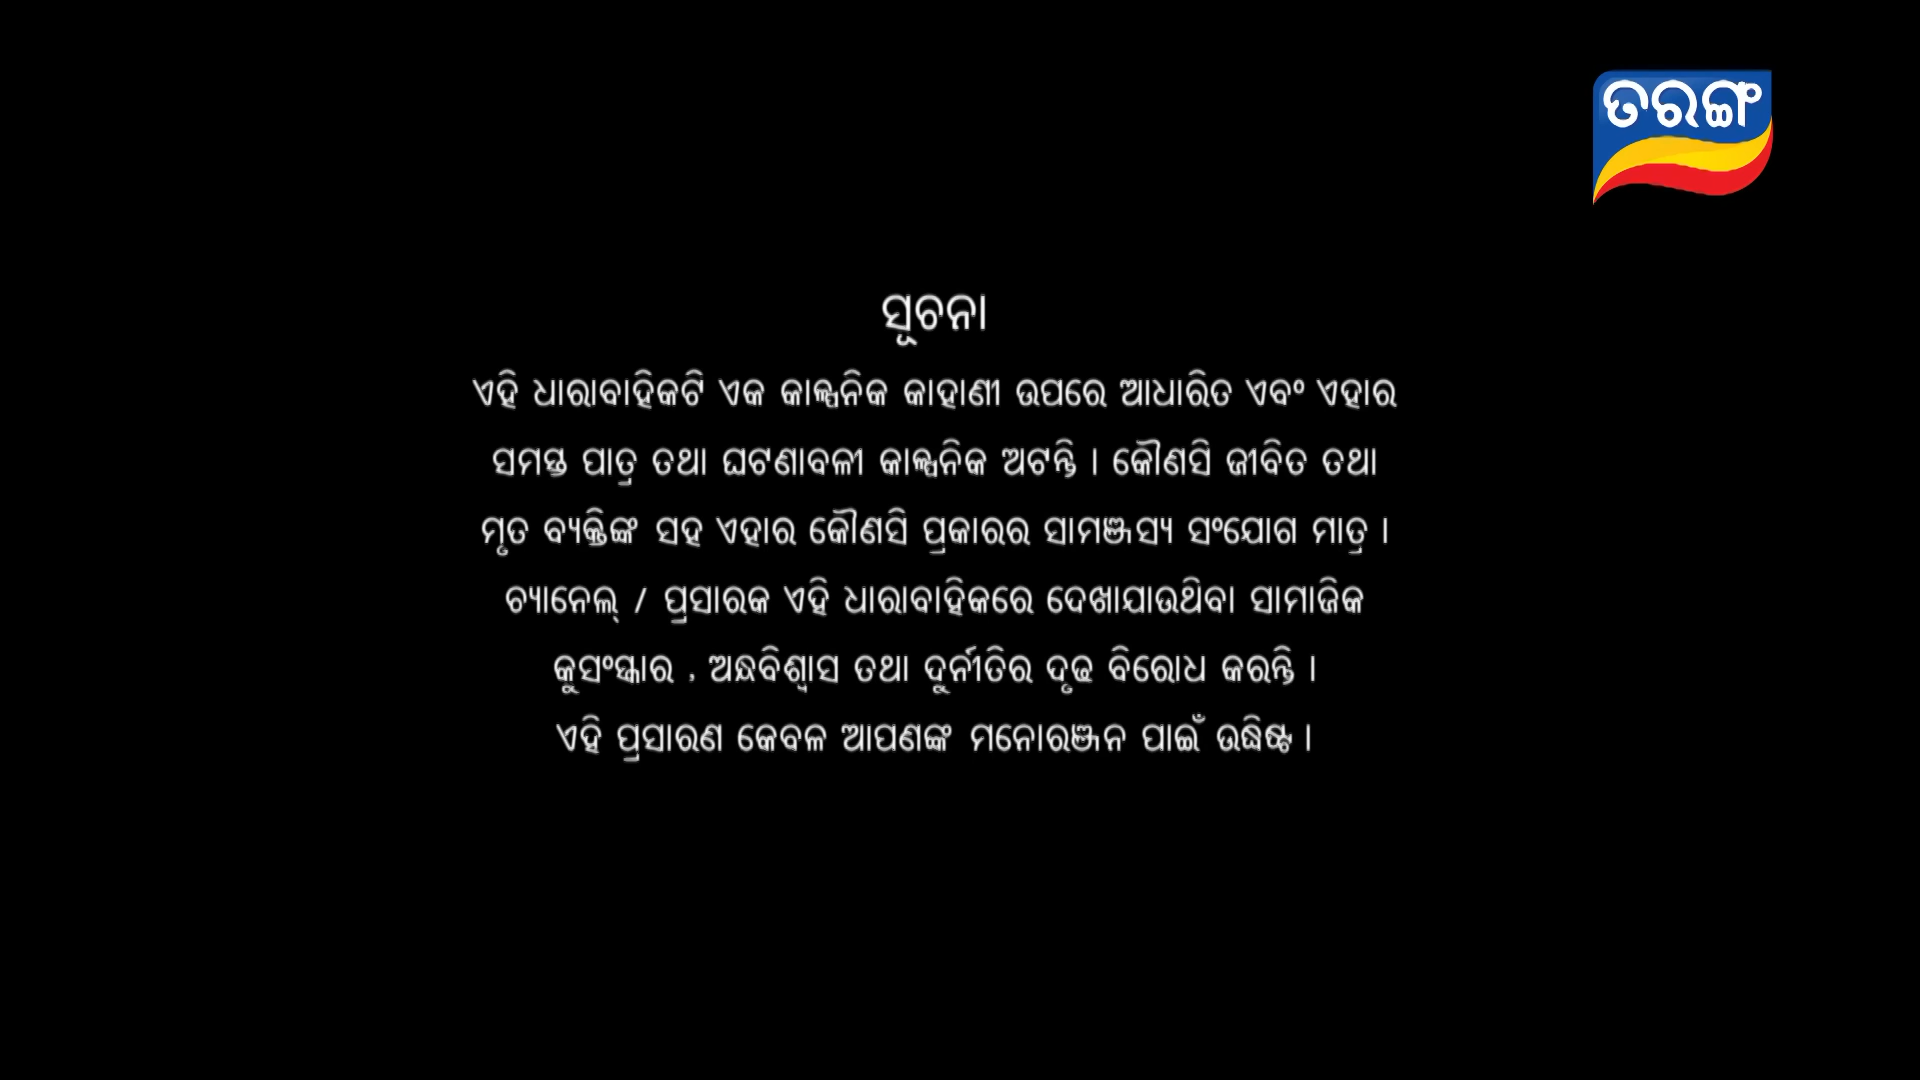 ତରଙ୍ଗ
ସୂଚନା
ଏହି ଧାରାବାହିକଟି ଏକ କାଳ୍ପନିକ କାହାଣୀ ଉପରେ ଆଧାରିତ ଏବଂ ଏହାର
ସମସ୍ତ ପାତ୍ର ତଥା ଘଟଣାବଳୀ କାଳ୍ପନିକ ଅଟନ୍ତି । କୌଣସି ଜୀବିତ ତଥା
ମୃତ ବ୍ୟକ୍ତିଙ୍କ ସହ ଏହାର କୌଣସି ପ୍ରକାରର ସାମଞ୍ଜସ୍ୟ ସଂଯୋଗ ମାତ୍ର ।
ଚ୍ୟାନେଲ୍ / ପ୍ରସାରକ ଏହି ଧାରାବାହିକରେ ଦେଖାଯାଉଥିବା ସାମାଜିକ
କୁସଂସ୍କାର , ଅନ୍ଧବିଶ୍ୱାସ ତଥା ଦୁର୍ନୀତିର ଦୃଢ ବିରୋଧ କରନ୍ତି ।
ଏହି ପ୍ରସାରଣ କେବଳ ଆପଣଙ୍କ ମନୋରଞ୍ଜନ ପାଇଁ ଉଦ୍ଧିଷ୍ଟ ।